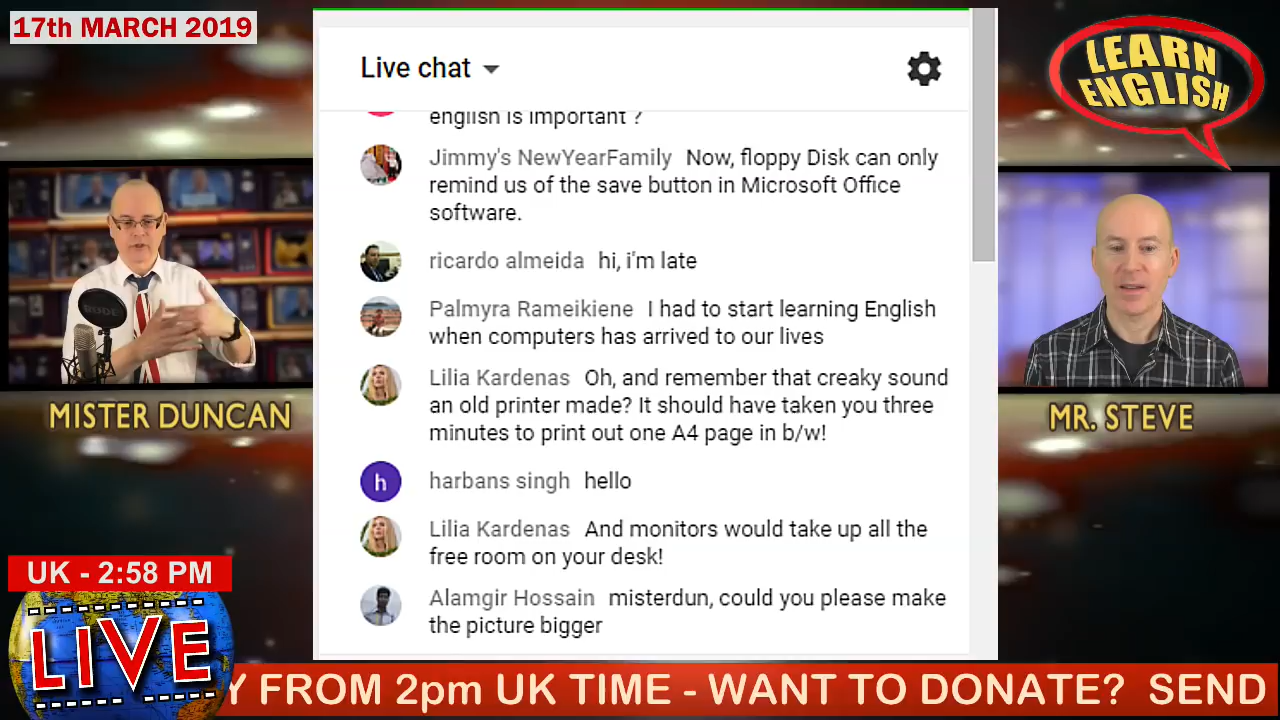 17th MARCH 2019
LEARN
ENGLISH
Live chat
english is important ?
Jimmy's NewYearFamily Now, floppy Disk can only
remind us of the save button in Microsoft Office
software.
ricardo almeida hi, i'm late
Palmyra Rameikiene I had to start learning English
when computers has arrived to our lives
Lilia Kardenas Oh, and remember that creaky sound
an old printer made? It should have taken you three
minutes to print out one A4 page in b/w!
h harbans singh hello
Lilia Kardenas And monitors would take up all the
free room on your desk!
Alamgir Hossain misterdun, could you please make
the picture bigger
RUDE
MISTER DUNCAN
MR. STEVE
UK - 2:58 PM
LIVE
Y FROM 2pm UK TIME - WANT TO DONATE? SEND